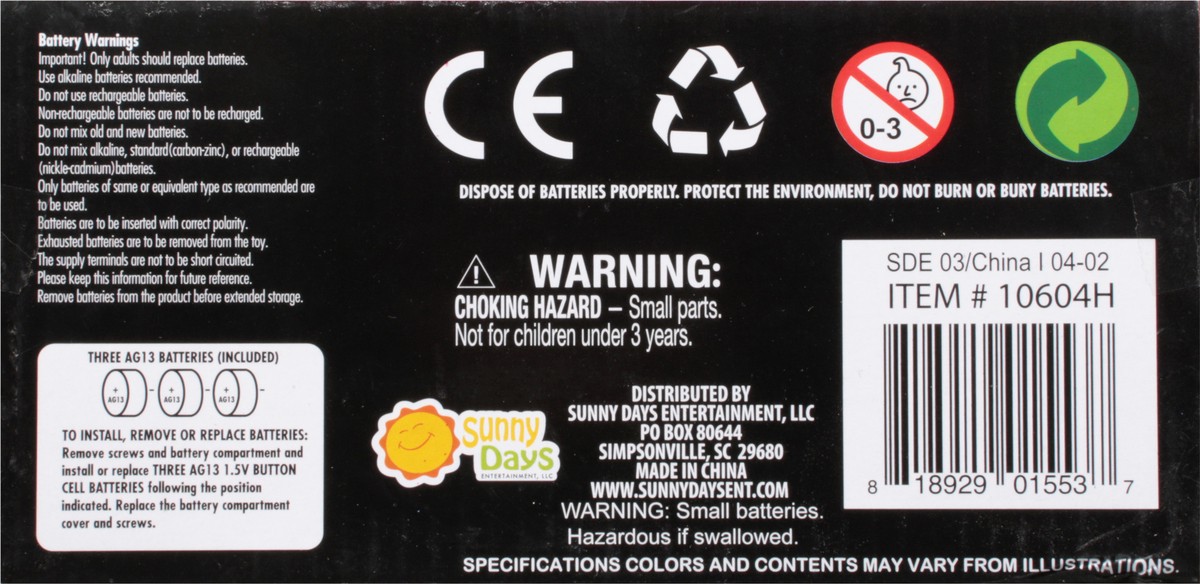 Battery Warnings
Important! Only adults should replace batteries.
Use alkaline batteries recommended.
Do not use rechargeable batteries.
Non-rechargeable batteries are not to be recharged.
Do not mix old and new batteries.
Do not mix alkaline, standard(carbon-zinc), or rechargeable
(nickle-cadmium)batteries.
Only batteries of same or equivalent type as recommended are
to be used.
Batteries are to be inserted with correct polarity.
Exhausted batteries are to be removed from the toy.
The supply terminals are not to be short circuited.
Please keep this information for future reference.
Remove batteries from the product before extended storage.
THREE AG13 BATTERIES (INCLUDED)
+ - + - + -
AG13 AG13 AG13
TO INSTALL, REMOVE OR REPLACE BATTERIES:
Remove screws and battery compartment and
install or replace THREE AG13 1.5V BUTTON
CELL BATTERIES following the position
indicated. Replace the battery compartment
cover and screws.
CE
0-3
DISPOSE OF BATTERIES PROPERLY. PROTECT THE ENVIRONMENT, DO NOT BURN OR BURY BATTERIES.
! WARNING:
CHOKING HAZARD – Small parts.
Not for children under 3 years.
Sunny
Days
ENTERTAINMENT, LLC
DISTRIBUTED BY
SUNNY DAYS ENTERTAINMENT, LLC
PO BOX 80644
SIMPSONVILLE, SC 29680
MADE IN CHINA
WWW.SUNNYDAYSENT.COM
WARNING: Small batteries.
Hazardous if swallowed.
SPECIFICATIONS COLORS AND CONTENTS MAY VARY FROM ILLUSTRATIONS.
SDE 03/China I 04-02
ITEM # 10604H
8 18929 01553 7